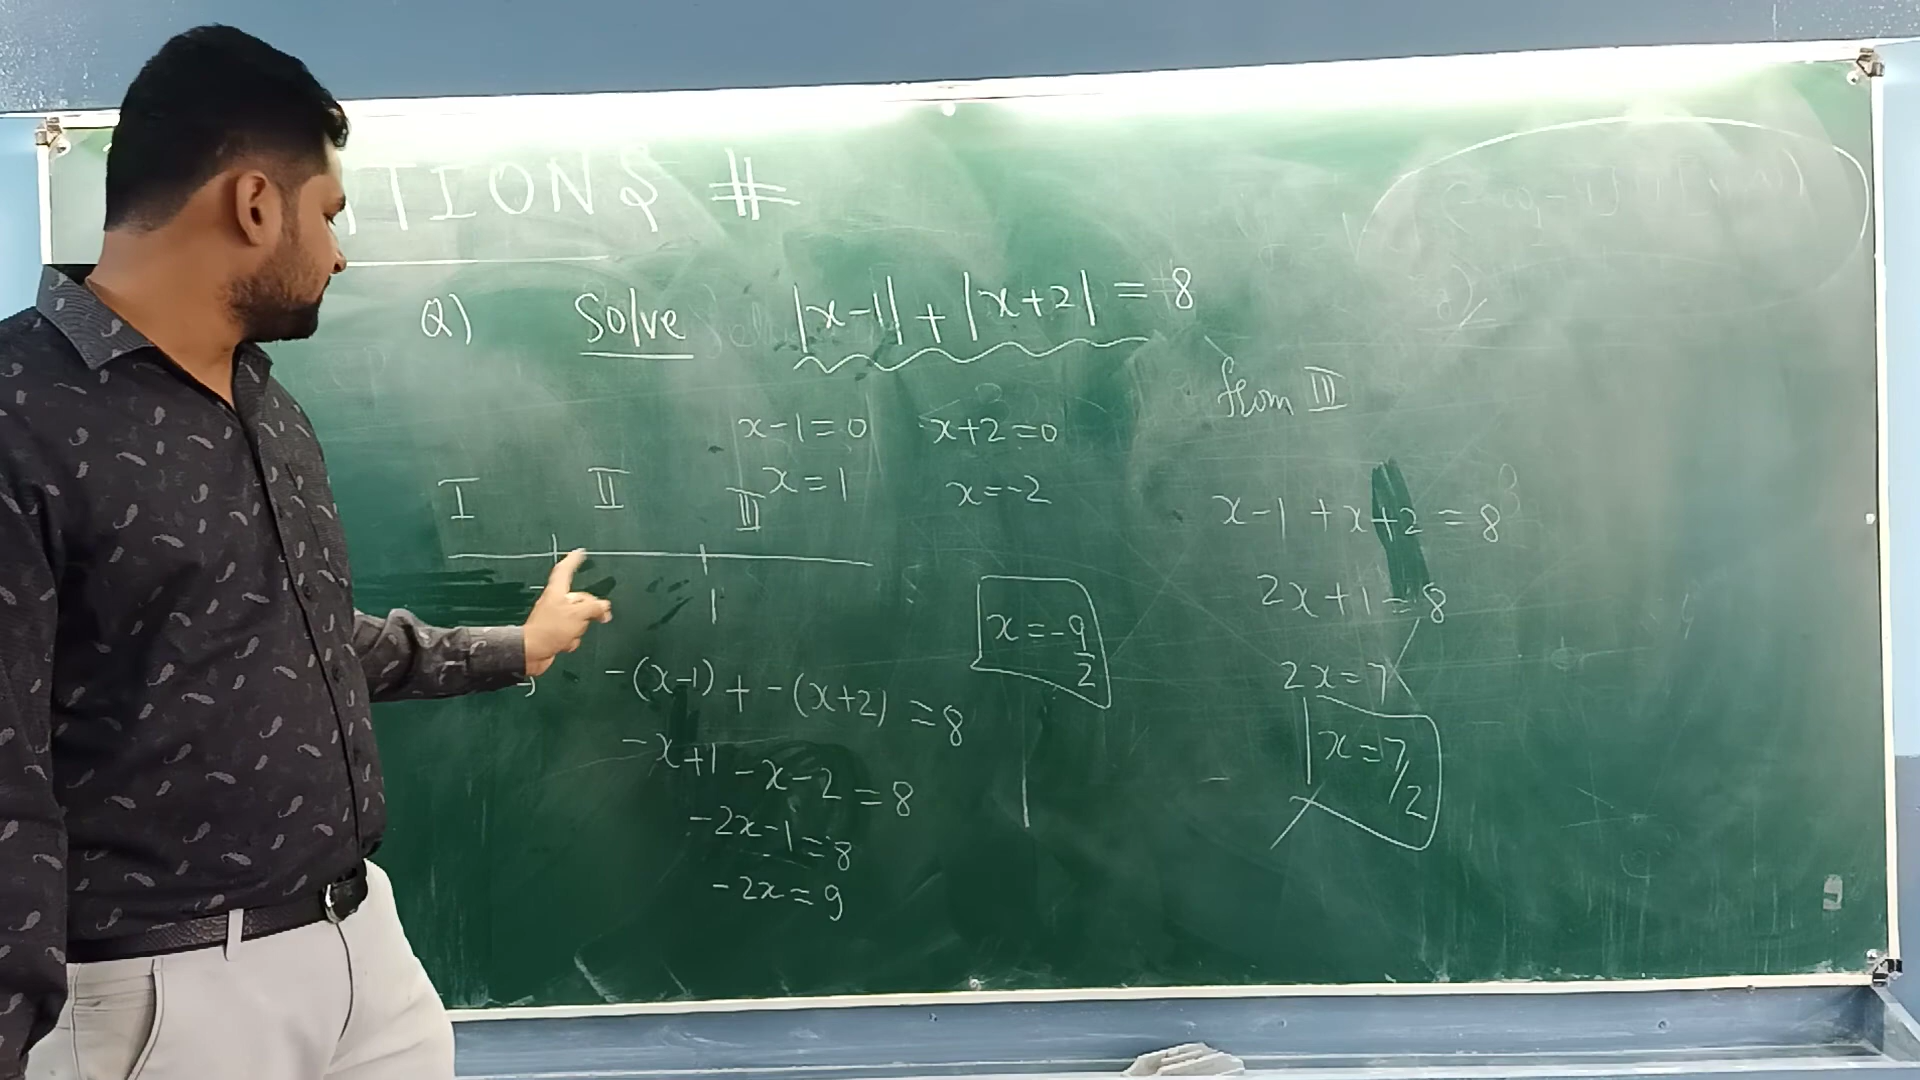 TIONS #
Q) Solve |x-1| + |x+2| = 8
x-1=0 x+2=0
x=1 x=-2
I II III
1
-(x-1) + -(x+2) = 8
-x+1 -x-2 = 8
-2x-1=8
-2x=9
x=-9/2
from III
x-1 +x+2 = 8
2x+1=8
2x=7
x=7/2